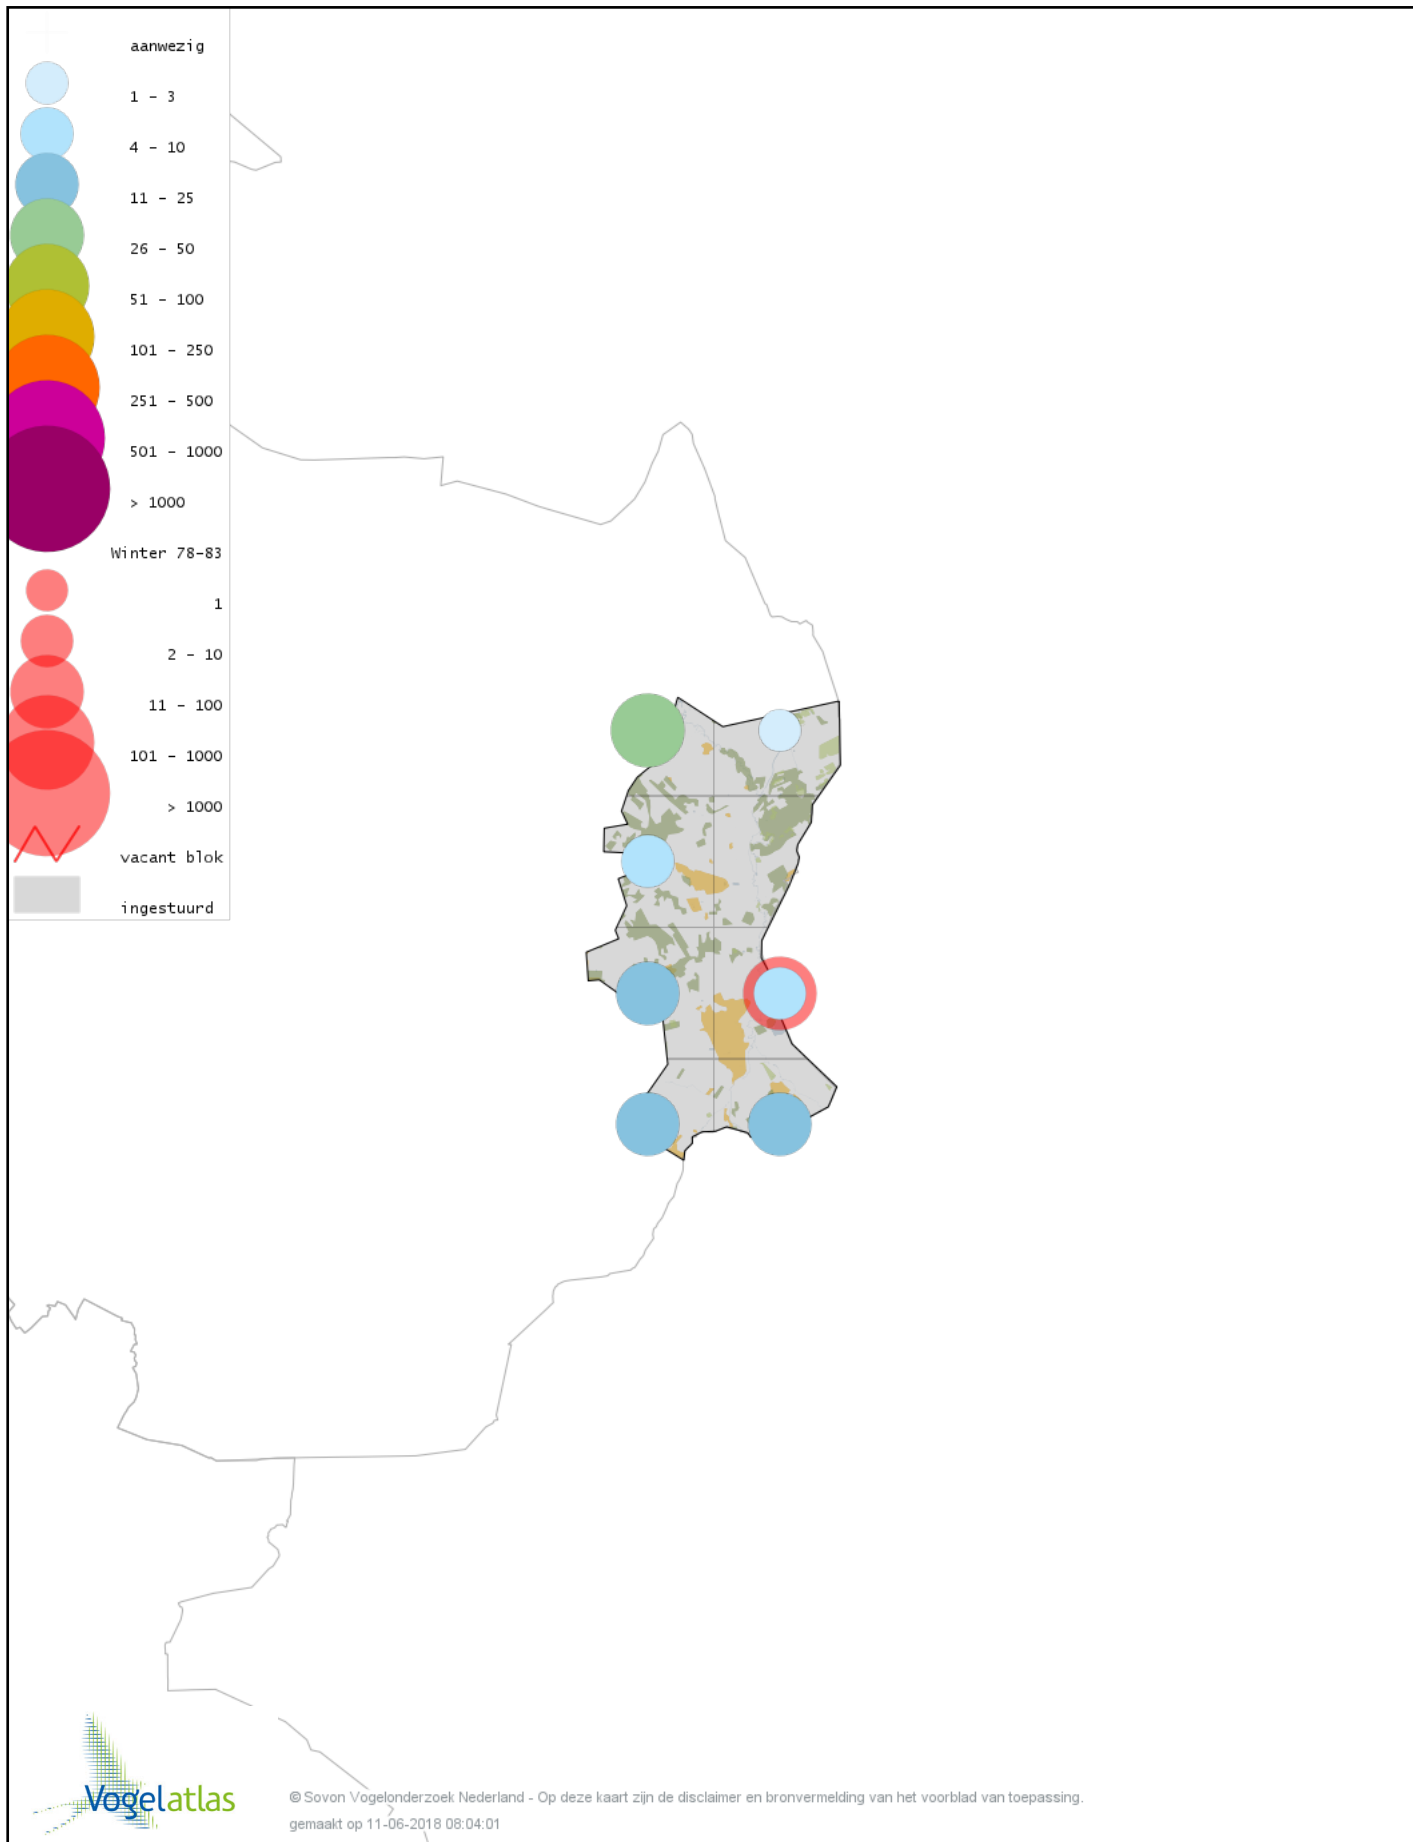 aanwezig
1 - 3
4 - 10
11 - 25
26 - 50
51 - 100
101 - 250
251 - 500
501 - 1000
> 1000
Winter 78-83
1
2 - 10
11 - 100
101 - 1000
> 1000
vacant blok
ingestuurd
Vogelatlas
© Sovon Vogelonderzoek Nederland - Op deze kaart zijn de disclaimer en bronvermelding van het voorblad van toepassing.
gemaakt op 11-06-2018 08:04:01